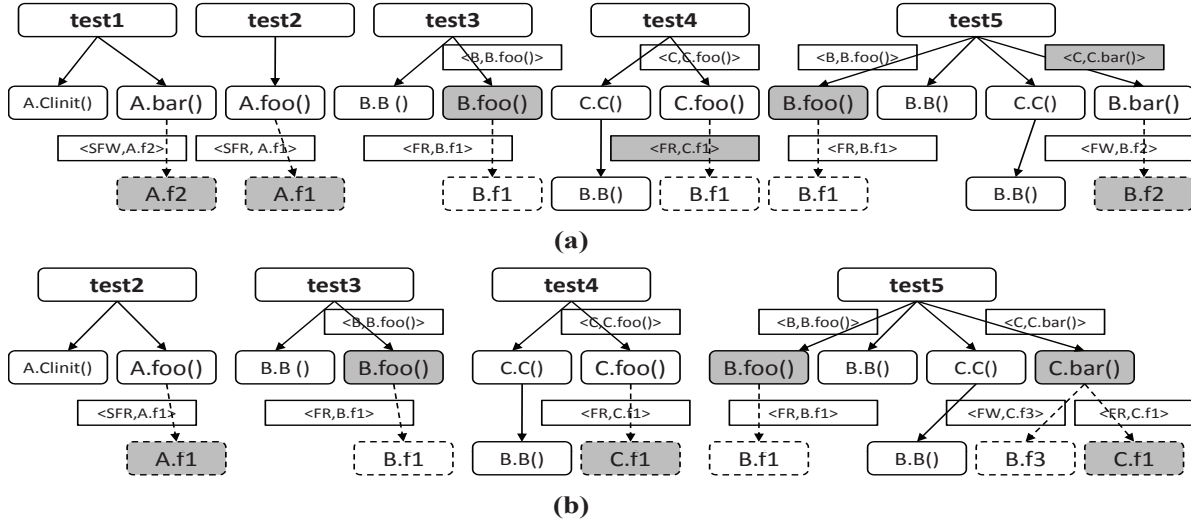 test1 test2 test3 test4 test5
<B,B.foo()> <C,C.foo()> <B,B.foo()> <C,C.bar()>
A.Clinit() A.bar() A.foo() B.B () B.foo() C.C() C.foo() B.foo() B.B() C.C() B.bar()
<SFW,A.f2> <SFR, A.f1> <FR,B.f1> <FR,C.f1> <FR,B.f1> <FW,B.f2>
A.f2 A.f1 B.f1 B.B() B.f1 B.f1 B.B() B.f2
(a)
test2 test3 test4 test5
<B,B.foo()> <C,C.foo()> <B,B.foo()> <C,C.bar()>
A.Clinit() A.foo() B.B () B.foo() C.C() C.foo() B.foo() B.B() C.C() C.bar()
<SFR,A.f1> <FR,B.f1> <FR,C.f1> <FR,B.f1> <FW,C.f3> <FR,C.f1>
A.f1 B.f1 B.B() C.f1 B.f1 B.B() B.f3 C.f1
(b)